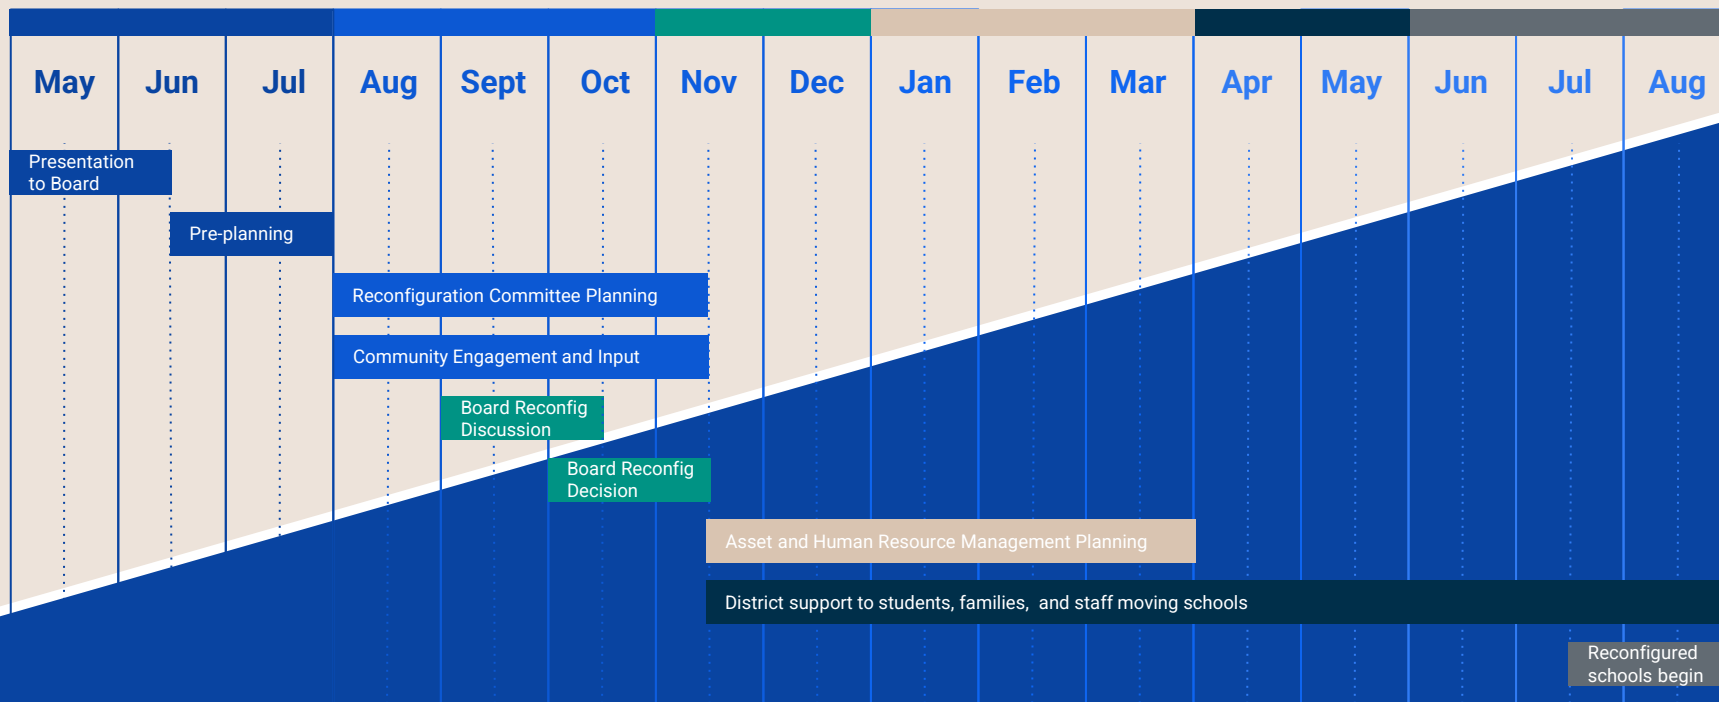 May Jun Jul Aug Sept Oct Nov Dec Jan Feb Mar Apr May Jun Jul Aug
Presentation
to Board
Pre-planning
Reconfiguration Committee Planning
Community Engagement and Input
Board Reconfig
Discussion
Board Reconfig
Decision
Asset and Human Resource Management Planning
District support to students, families,  and staff moving schools
Reconfigured
schools begin